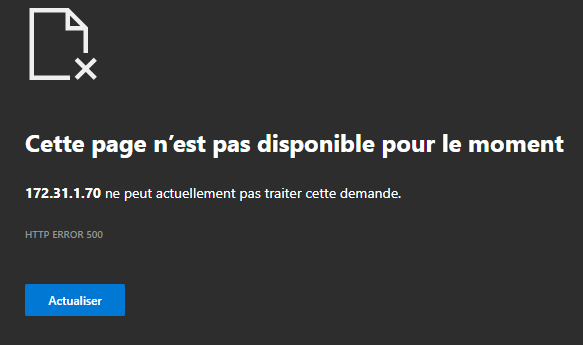 Cette page n’est pas disponible pour le moment
172.31.1.70 ne peut actuellement pas traiter cette demande.
HTTP ERROR 500
Actualiser